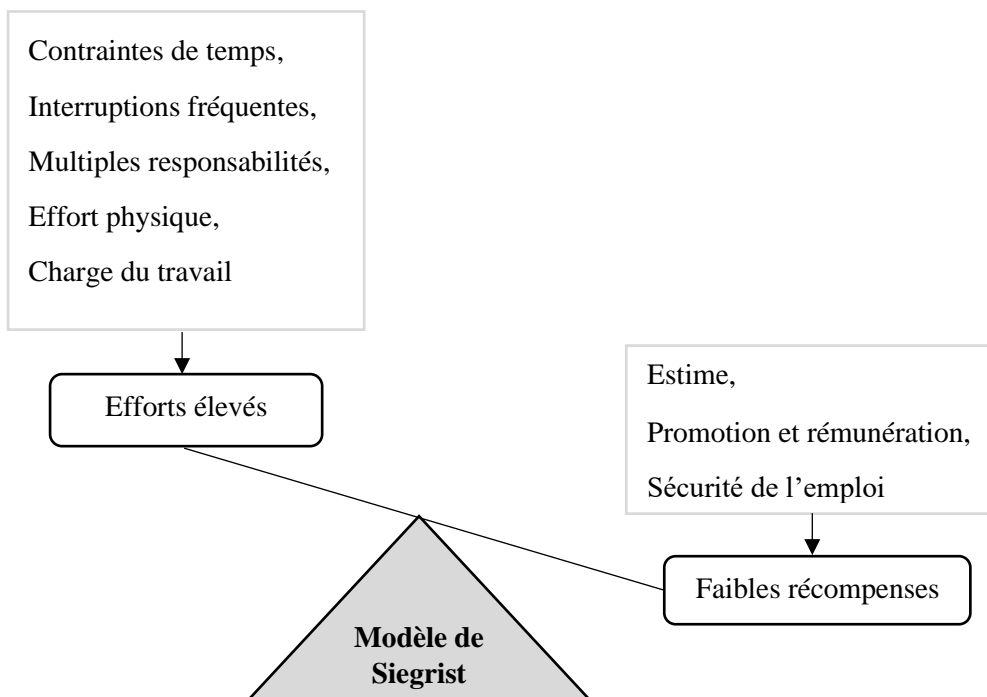 Contraintes de temps,
Interruptions fréquentes,
Multiples responsabilités,
Effort physique,
Charge du travail
Efforts élevés
Estime,
Promotion et rémunération,
Sécurité de l’emploi
Faibles récompenses
Modèle de
Siegrist